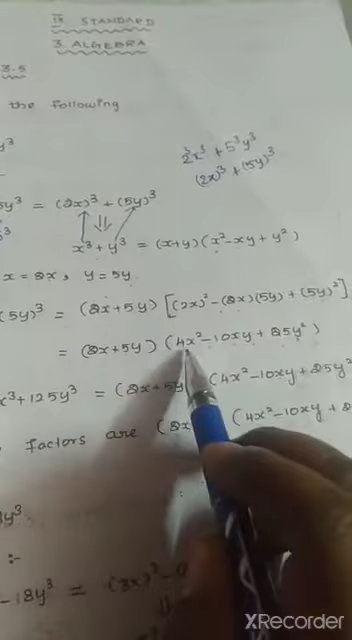 IX STANDARD
3. ALGEBRA
3.5
the following
y³
2³x³ + 5³y³
(2x)³ + (5y)³
5y³ = (2x)³ + (5y)³
x³ + y³ = (x+y) (x² - xy + y²)
x = 2x, y = 5y
(5y)³ = (2x+5y) [(2x)² - (2x)(5y) + (5y)²]
= (2x+5y) (4x² - 10xy + 25y²)
x³ + 125y³ = (2x+5y) (4x² - 10xy + 25y²
factors are (2x (4x² - 10xy + 2
3y³.
:-
- 18y³ = (3x)³ -
XRecorder